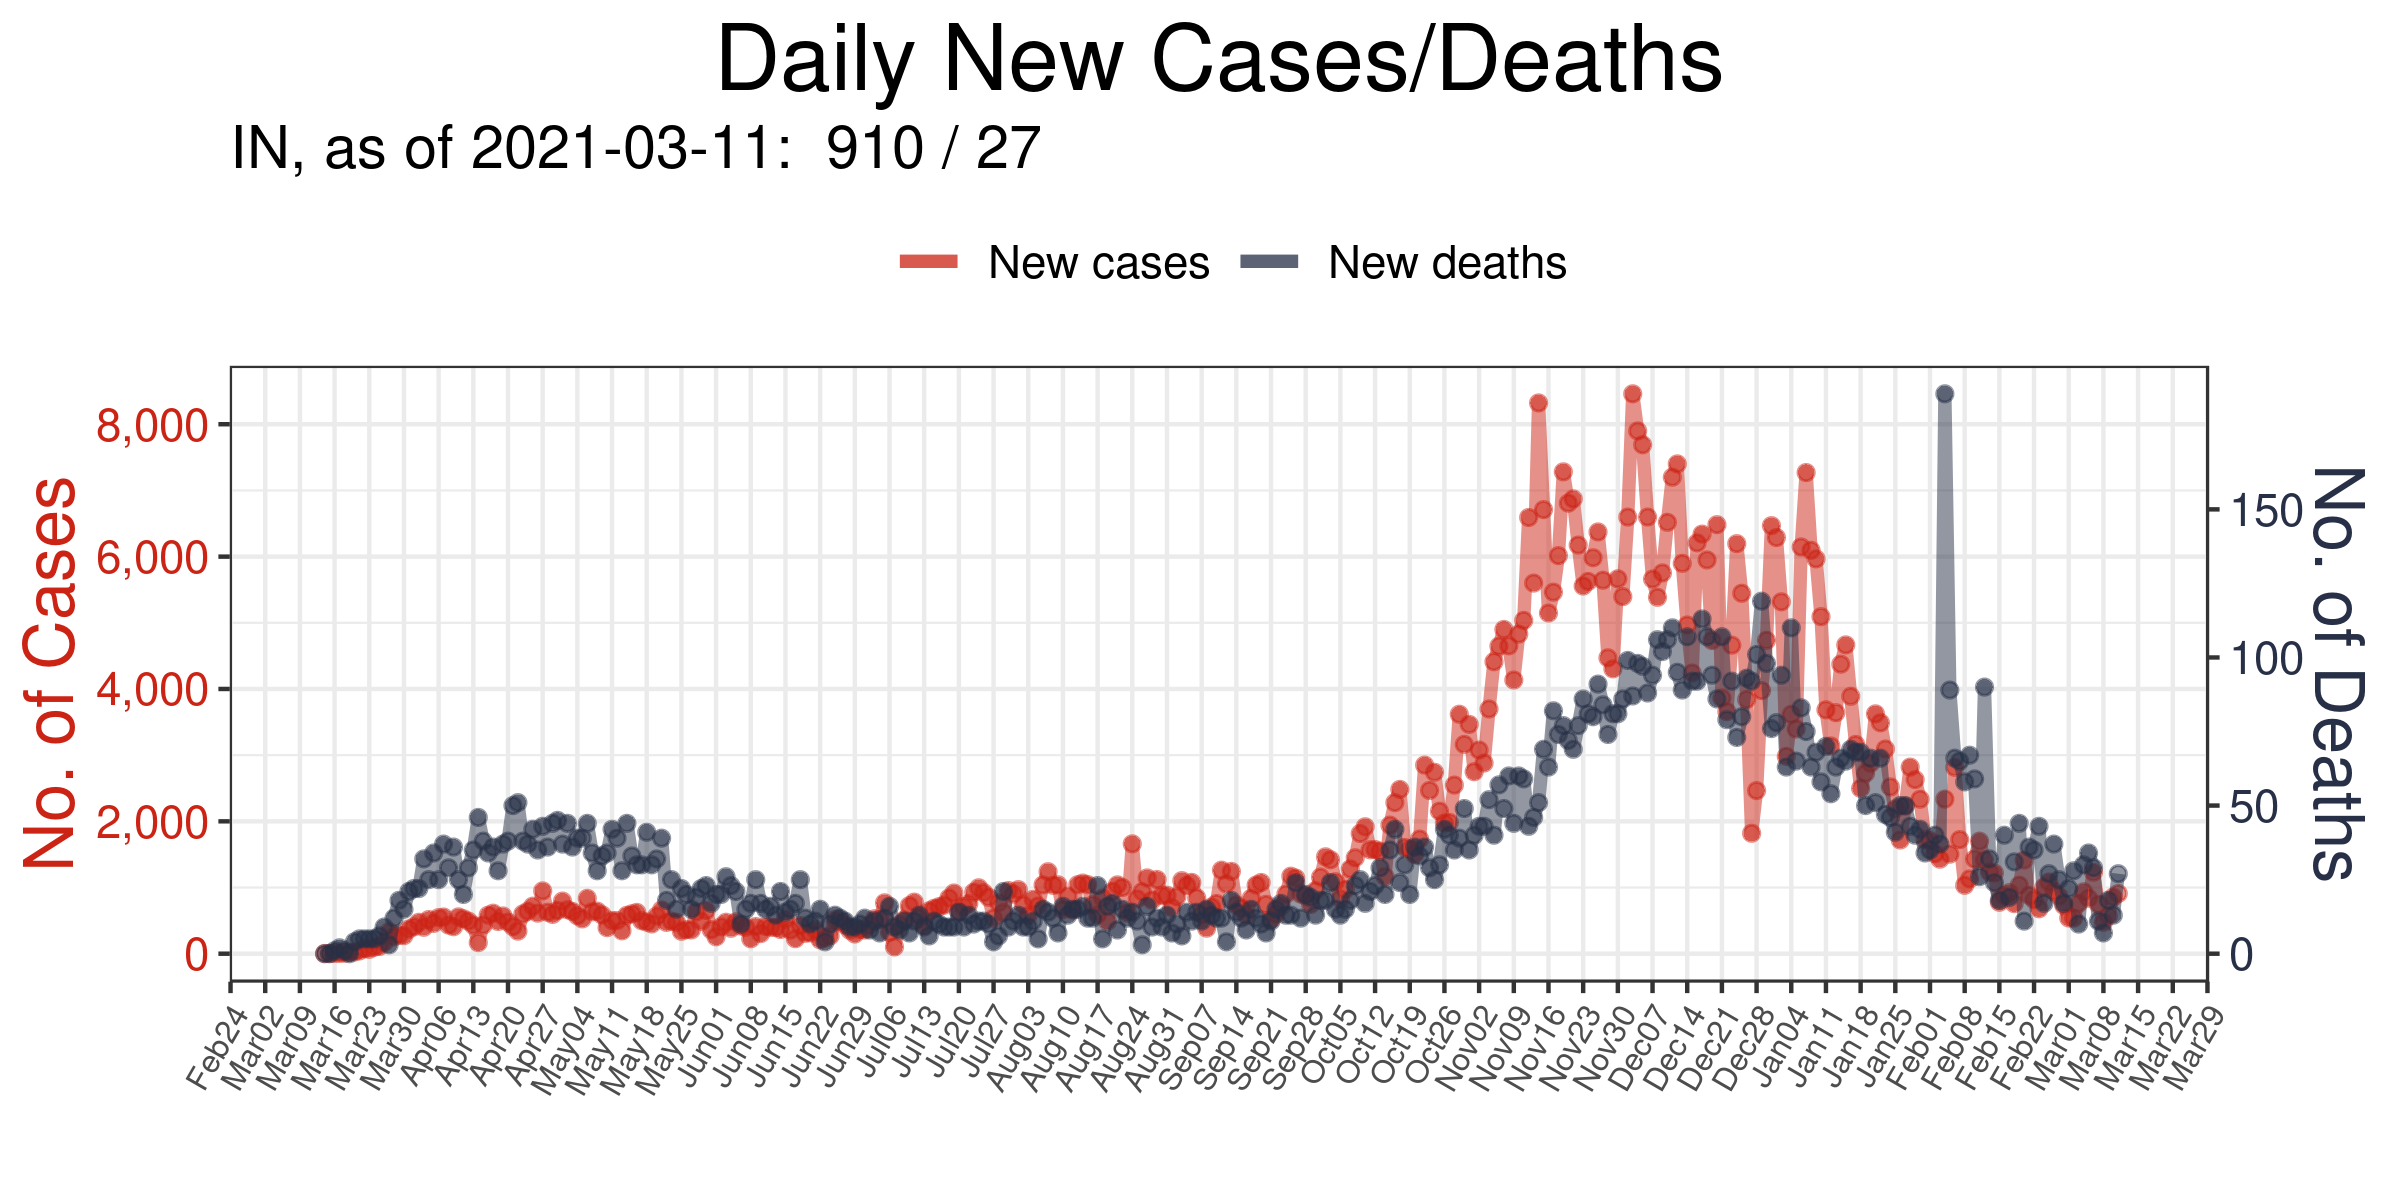 Daily New Cases/Deaths
IN, as of 2021-03-11:  910 / 27
New cases New deaths
No. of Cases
8,000
6,000
4,000
2,000
0
150
100
50
0
No. of Deaths
Feb24 Mar02 Mar09 Mar16 Mar23 Mar30 Apr06 Apr13 Apr20 Apr27 May04 May11 May18 May25 Jun01 Jun08 Jun15 Jun22 Jun29 Jul06 Jul13 Jul20 Jul27 Aug03 Aug10 Aug17 Aug24 Aug31 Sep07 Sep14 Sep21 Sep28 Oct05 Oct12 Oct19 Oct26 Nov02 Nov09 Nov16 Nov23 Nov30 Dec07 Dec14 Dec21 Dec28 Jan04 Jan11 Jan18 Jan25 Feb01 Feb08 Feb15 Feb22 Mar01 Mar08 Mar15 Mar22 Mar29